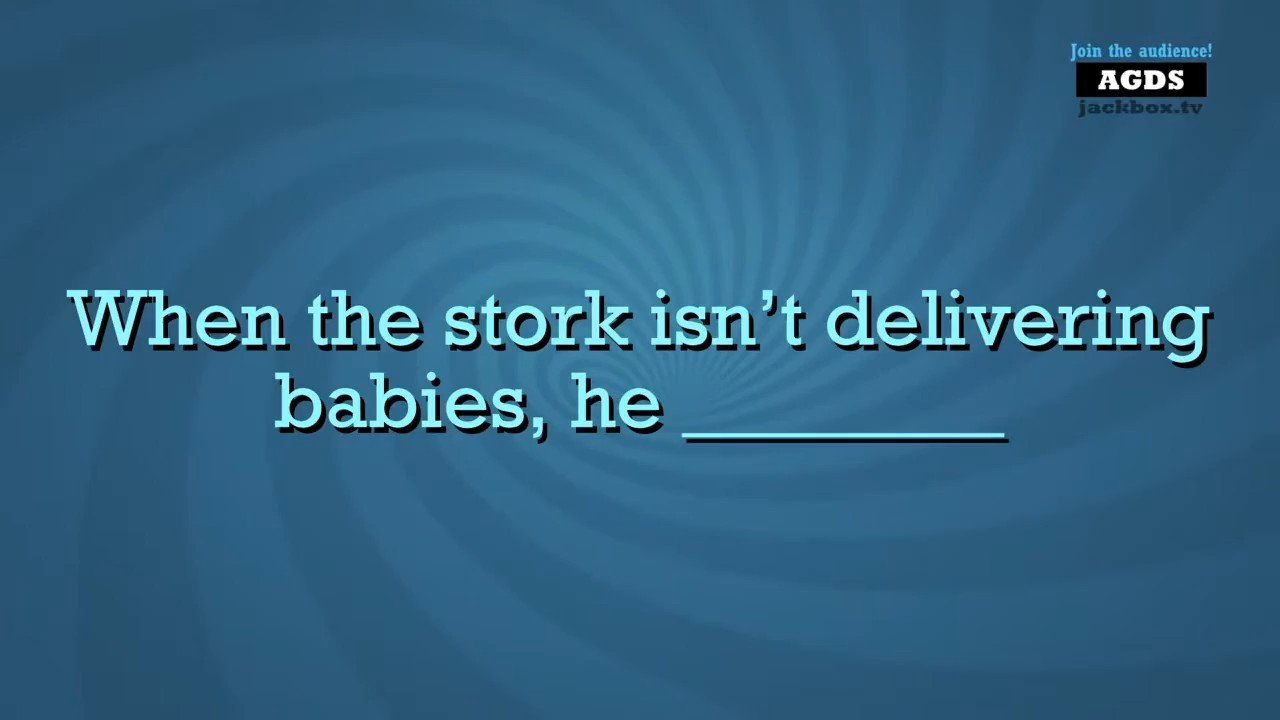 Join the audience!
AGDS
jackbox.tv
When the stork isn’t delivering
babies, he ________